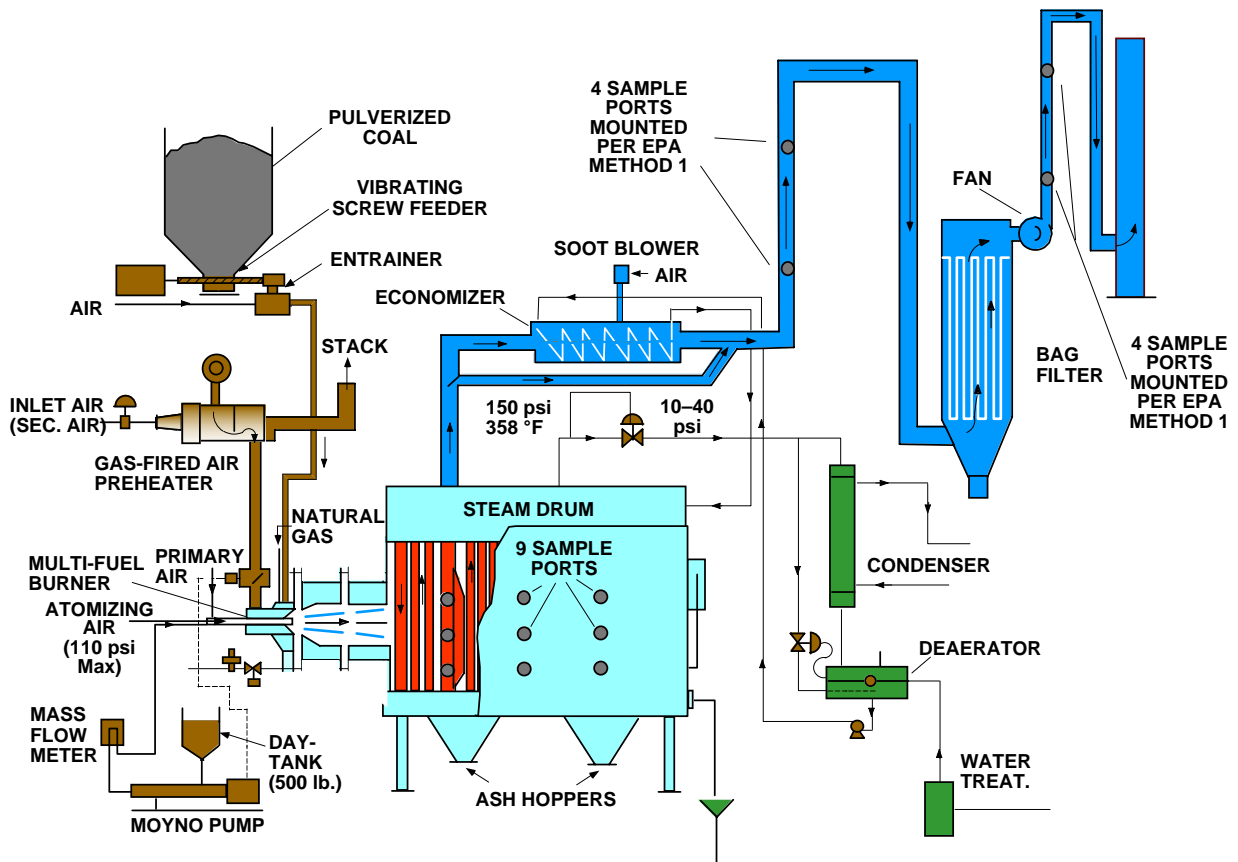 PULVERIZED
COAL
VIBRATING
SCREW FEEDER
ENTRAINER
AIR
STACK
INLET AIR
(SEC. AIR)
GAS-FIRED AIR
PREHEATER
NATURAL
GAS
PRIMARY
AIR
MULTI-FUEL
BURNER
ATOMIZING
AIR
(110 psi
Max)
MASS
FLOW
METER
DAY-
TANK
(500 lb.)
MOYNO PUMP
4 SAMPLE
PORTS
MOUNTED
PER EPA
METHOD 1
SOOT BLOWER
AIR
ECONOMIZER
150 psi
358 °F
10–40
psi
STEAM DRUM
9 SAMPLE
PORTS
ASH HOPPERS
FAN
BAG
FILTER
4 SAMPLE
PORTS
MOUNTED
PER EPA
METHOD 1
CONDENSER
DEAERATOR
WATER
TREAT.